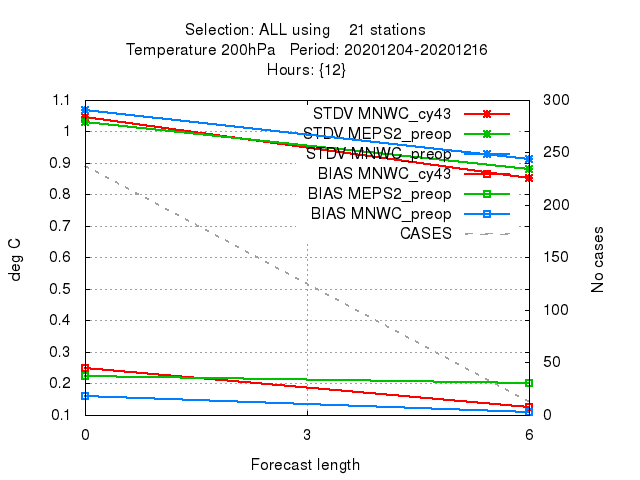 Selection: ALL using    21 stations
Temperature 200hPa   Period: 20201204-20201216
Hours: {12}
STDV MNWC_cy43
STDV MEPS2_preop
STDV MNWC_preop
BIAS MNWC_cy43
BIAS MEPS2_preop
BIAS MNWC_preop
CASES
1.1
1
0.9
0.8
0.7
0.6
0.5
0.4
0.3
0.2
0.1
deg C
300
250
200
150
100
50
0
No cases
0 3 6
Forecast length